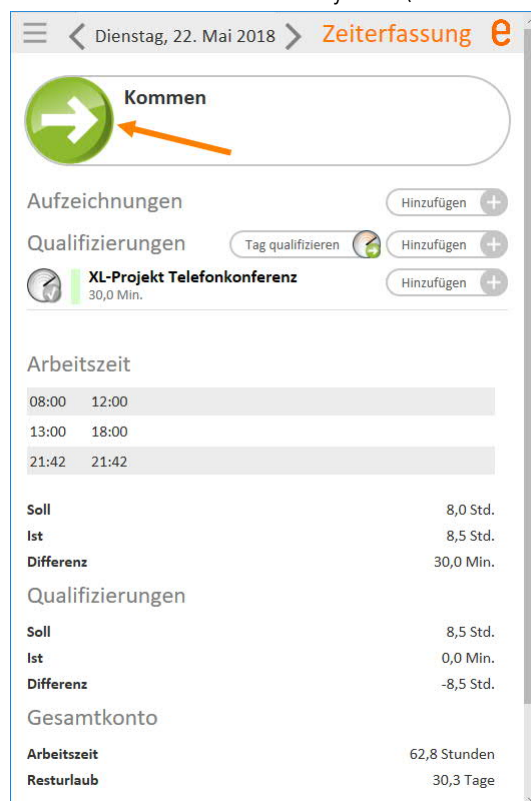 Dienstag, 22. Mai 2018 Zeiterfassung e
Kommen
Aufzeichnungen Hinzufügen
Qualifizierungen Tag qualifizieren Hinzufügen
XL-Projekt Telefonkonferenz Hinzufügen
30,0 Min.
Arbeitszeit
08:00 12:00
13:00 18:00
21:42 21:42
Soll 8,0 Std.
Ist 8,5 Std.
Differenz 30,0 Min.
Qualifizierungen
Soll 8,5 Std.
Ist 0,0 Min.
Differenz -8,5 Std.
Gesamtkonto
Arbeitszeit 62,8 Stunden
Resturlaub 30,3 Tage